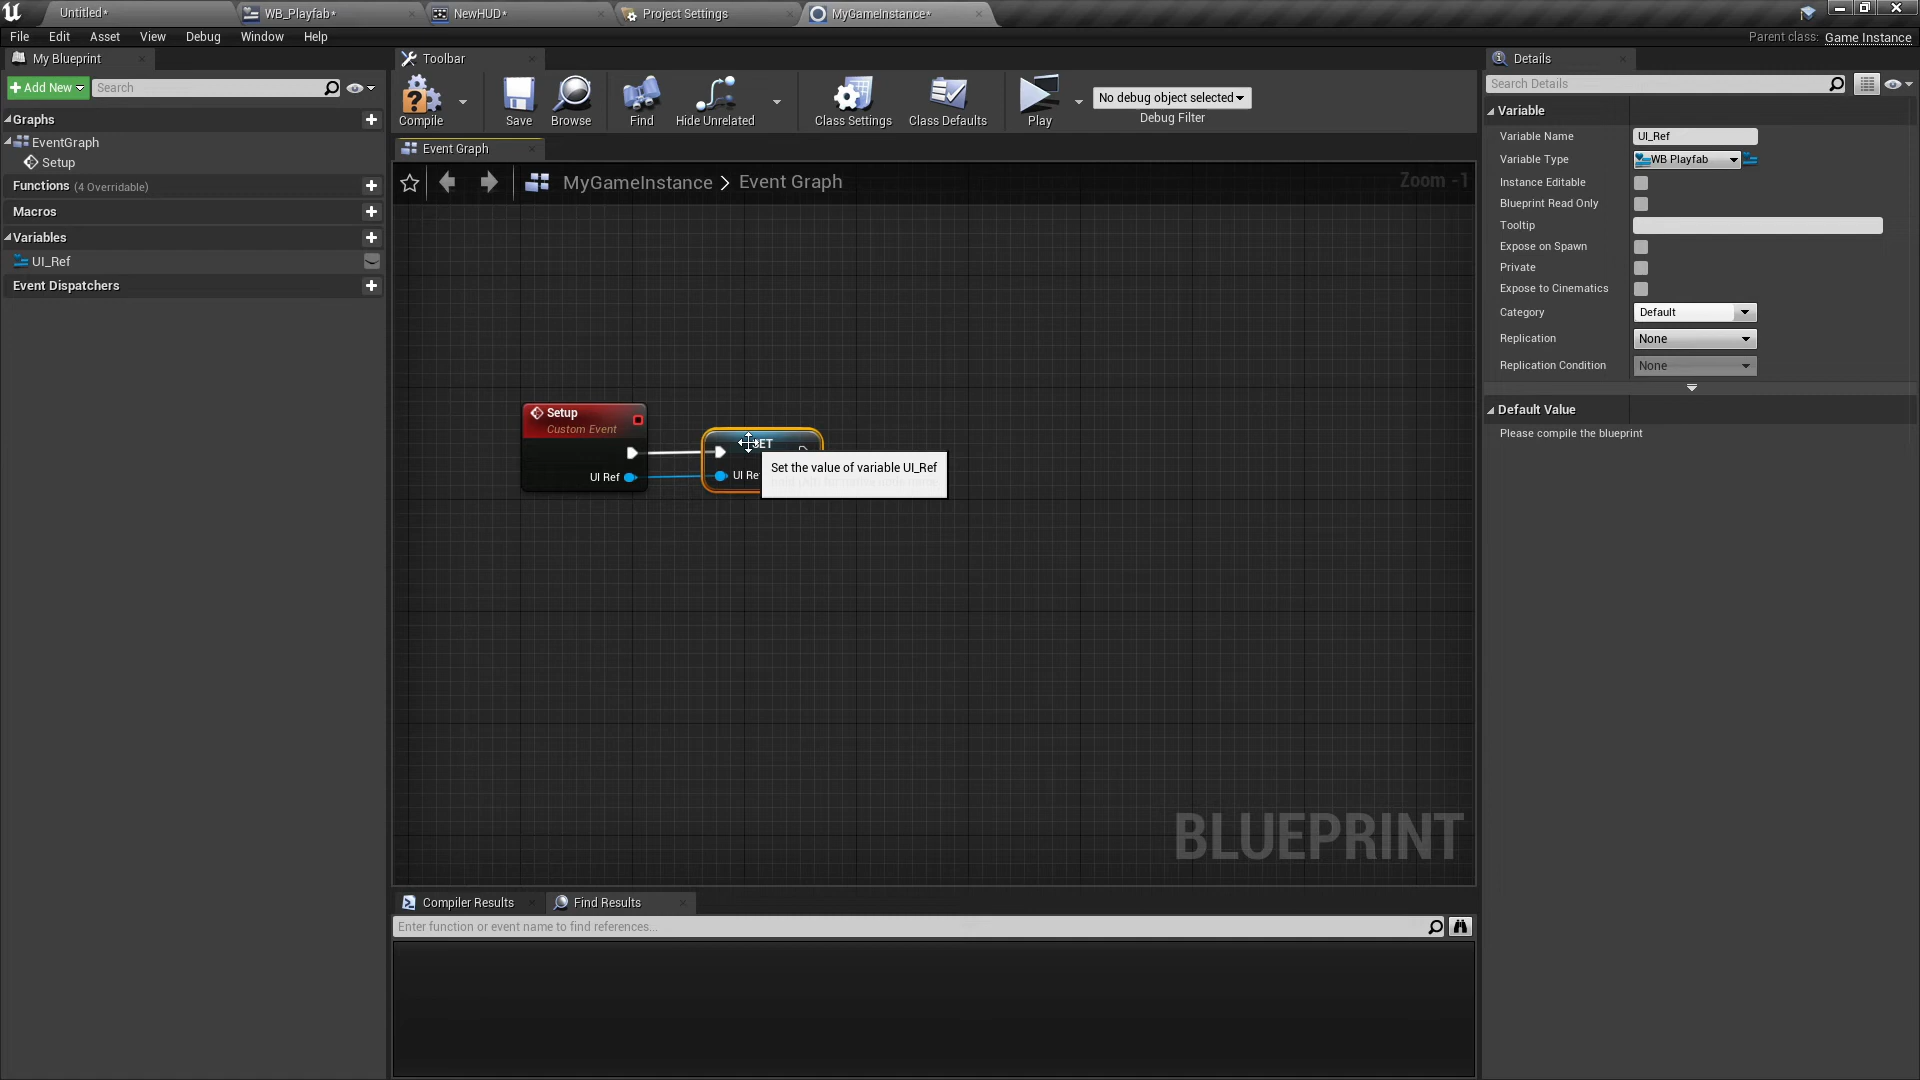 Untitled*
WB_Playfab*
NewHUD*
Project Settings
MyGameInstance*
File Edit Asset View Debug Window Help
Parent class: Game Instance
My Blueprint
Toolbar
Details
+ Add New
Search
Compile
Save
Browse
Find
Hide Unrelated
Class Settings
Class Defaults
Play
No debug object selected
Debug Filter
Search Details
Graphs
EventGraph
Setup
Functions (4 Overridable)
Macros
Variables
UI_Ref
Event Dispatchers
Event Graph
MyGameInstance > Event Graph
Zoom -1
Setup
Custom Event
UI Ref
SET
UI Re
Set the value of variable UI_Ref
BLUEPRINT
Variable
Variable Name UI_Ref
Variable Type WB Playfab
Instance Editable
Blueprint Read Only
Tooltip
Expose on Spawn
Private
Expose to Cinematics
Category Default
Replication None
Replication Condition None
Default Value
Please compile the blueprint
Compiler Results
Find Results
Enter function or event name to find references...